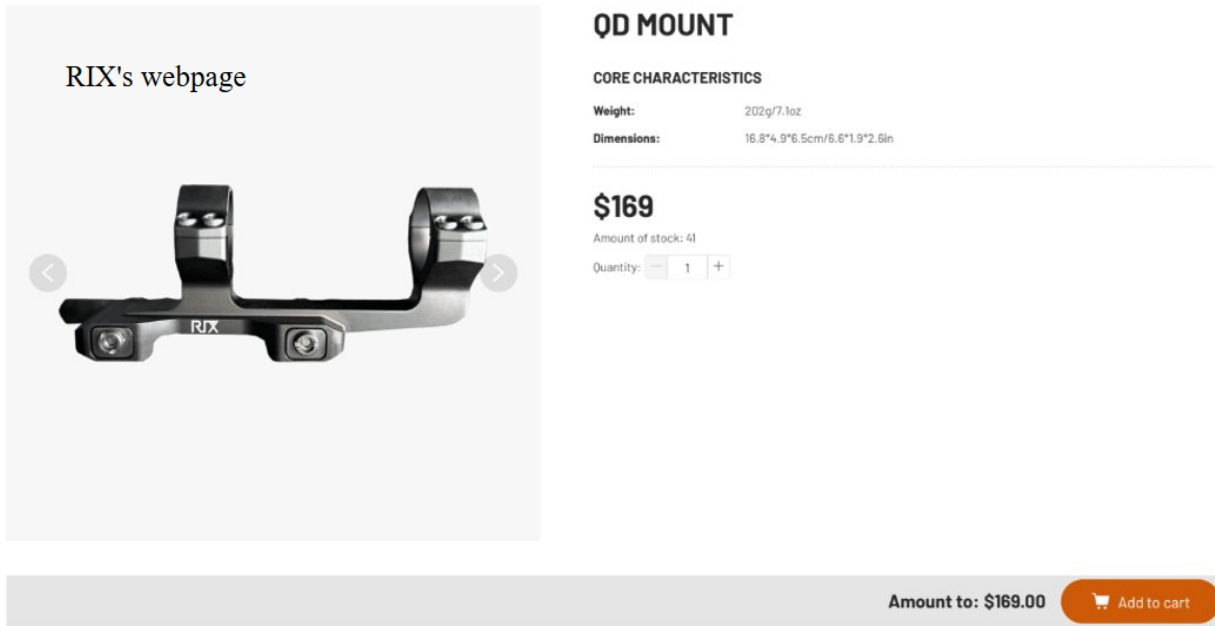 RIX's webpage
RIX
QD MOUNT
CORE CHARACTERISTICS
Weight: 202g/7.1oz
Dimensions: 16.8*4.9*6.5cm/6.6*1.9*2.6in
$169
Amount of stock: 41
Quantity: — 1 +
Amount to: $169.00 Add to cart